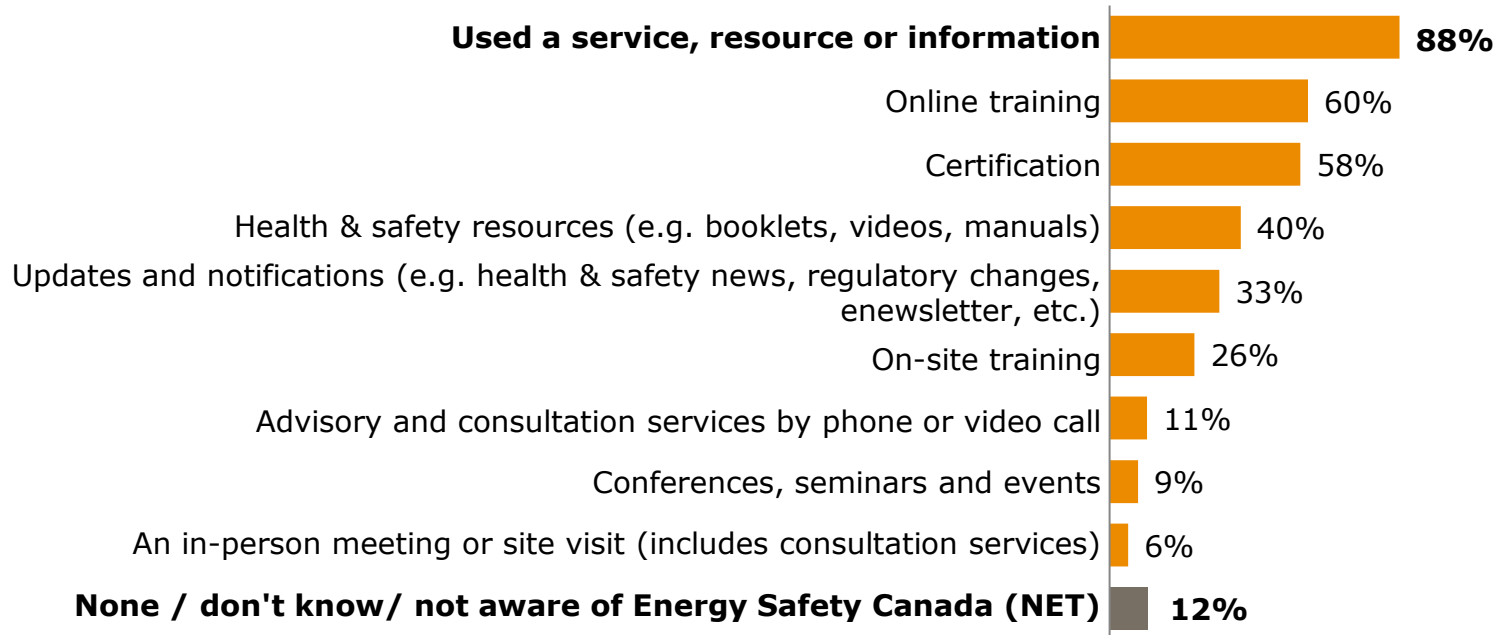 Used a service, resource or information 88%
Online training 60%
Certification 58%
Health & safety resources (e.g. booklets, videos, manuals) 40%
Updates and notifications (e.g. health & safety news, regulatory changes,
enewsletter, etc.) 33%
On-site training 26%
Advisory and consultation services by phone or video call 11%
Conferences, seminars and events 9%
An in-person meeting or site visit (includes consultation services) 6%
None / don't know/ not aware of Energy Safety Canada (NET) 12%